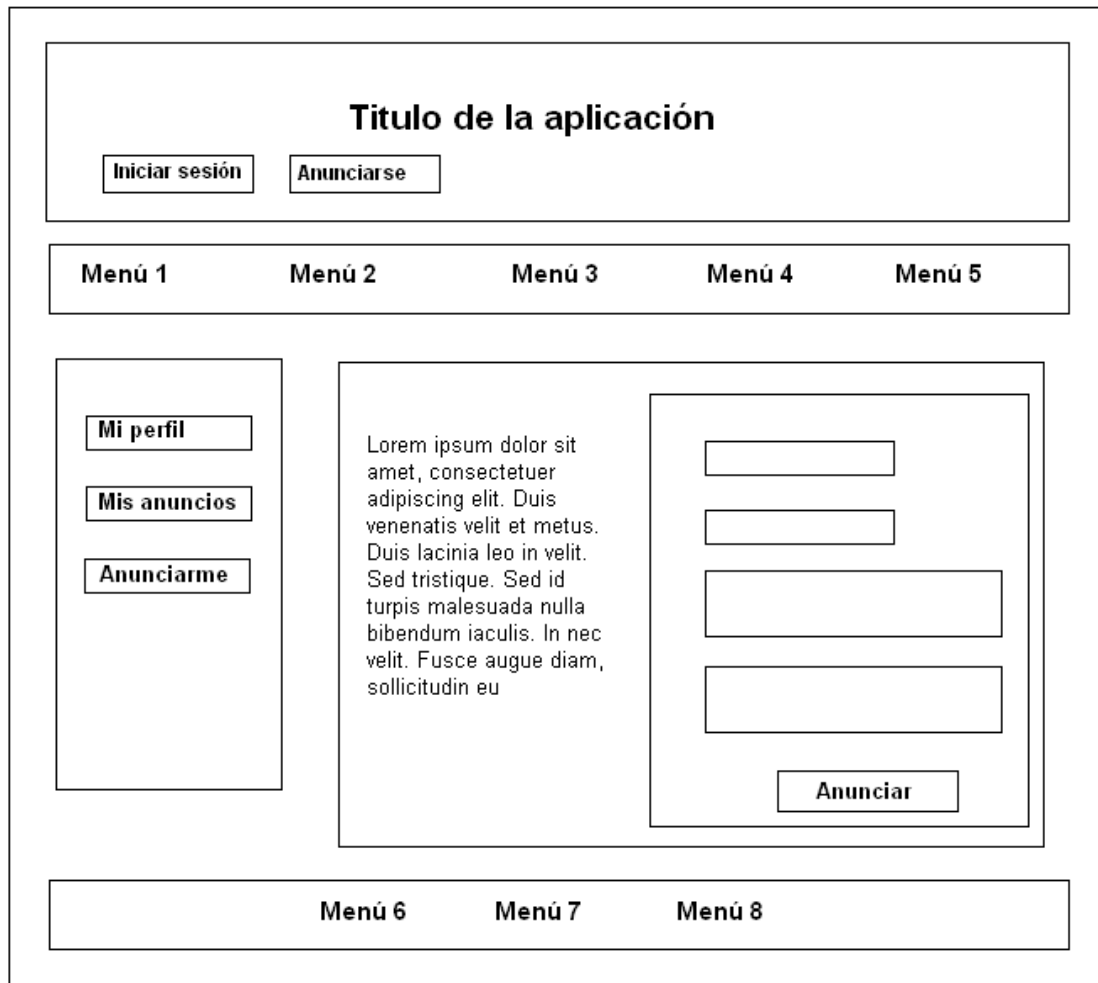 Titulo de la aplicación
Iniciar sesión
Anunciarse
Menú 1
Menú 2
Menú 3
Menú 4
Menú 5
Mi perfil
Mis anuncios
Anunciarme
Lorem ipsum dolor sit
amet, consectetuer
adipiscing elit. Duis
venenatis velit et metus.
Duis lacinia leo in velit.
Sed tristique. Sed id
turpis malesuada nulla
bibendum iaculis. In nec
velit. Fusce augue diam,
sollicitudin eu
Anunciar
Menú 6
Menú 7
Menú 8